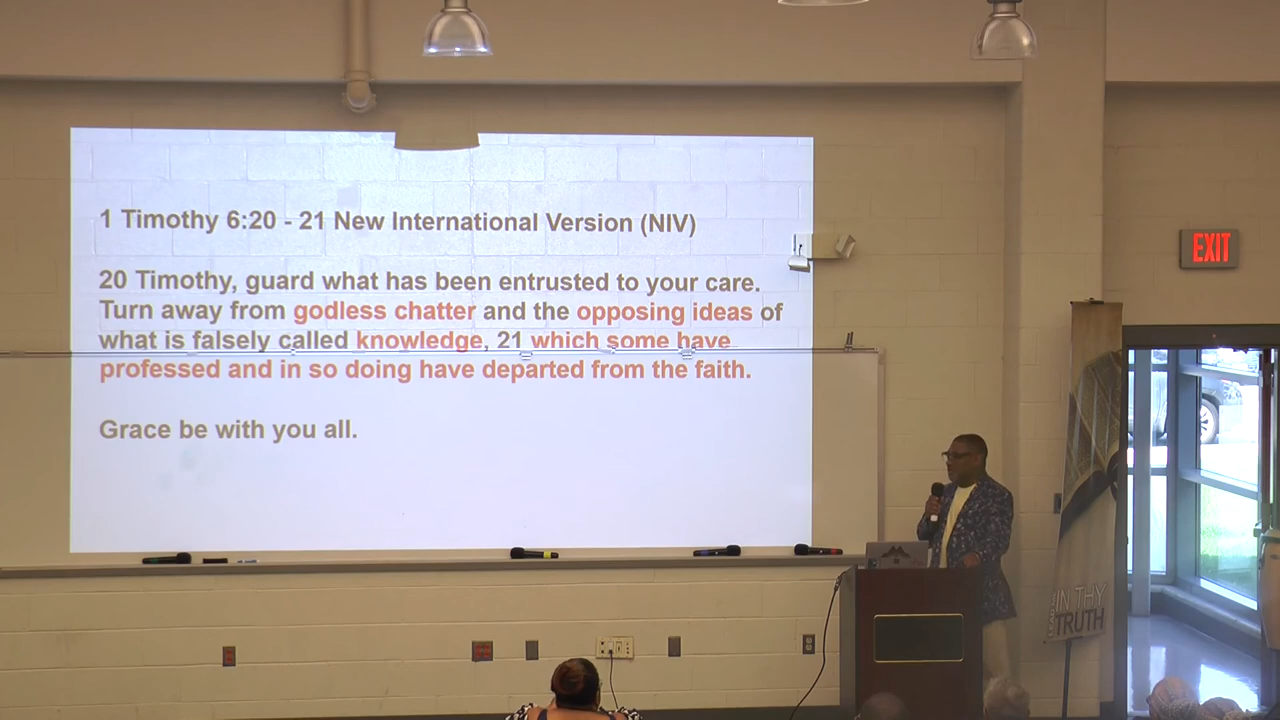 1 Timothy 6:20 - 21 New International Version (NIV)
20 Timothy, guard what has been entrusted to your care.
Turn away from godless chatter and the opposing ideas of
what is falsely called knowledge, 21 which some have
professed and in so doing have departed from the faith.
Grace be with you all.
EXIT
IN THY
TRUTH